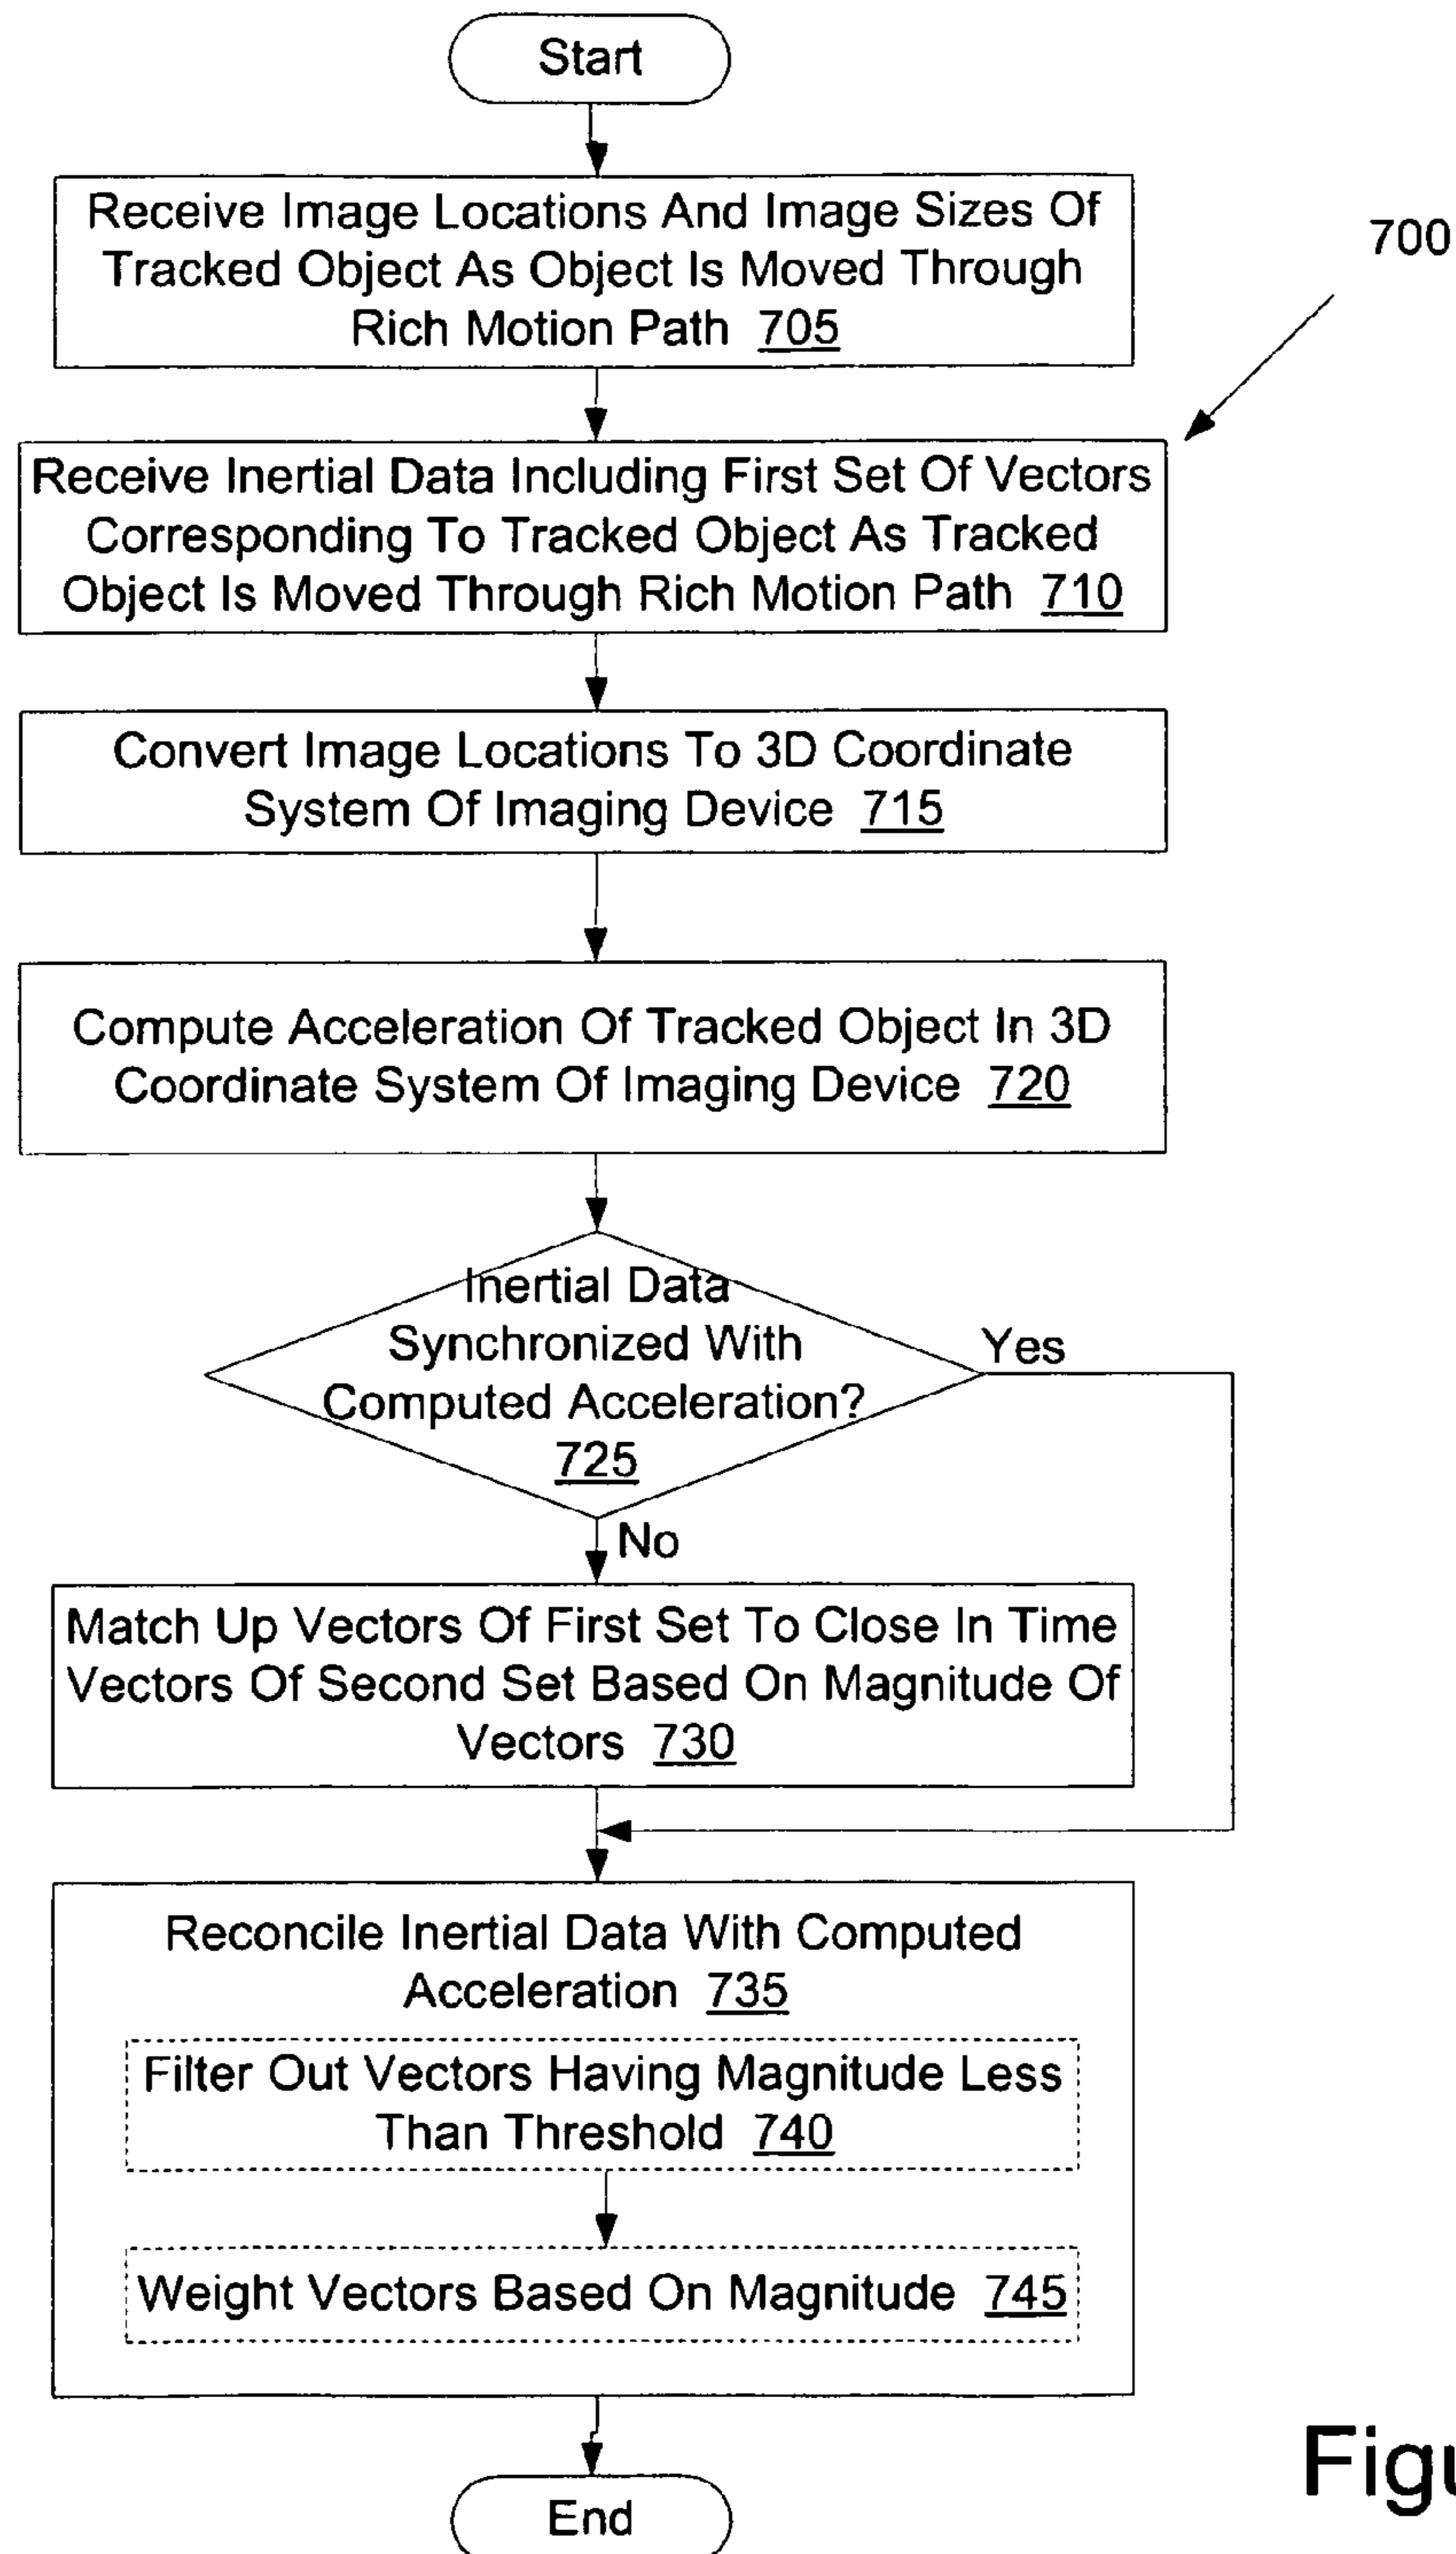 Start
Receive Image Locations And Image Sizes Of
Tracked Object As Object Is Moved Through
Rich Motion Path 705
700
Receive Inertial Data Including First Set Of Vectors
Corresponding To Tracked Object As Tracked
Object Is Moved Through Rich Motion Path 710
Convert Image Locations To 3D Coordinate
System Of Imaging Device 715
Compute Acceleration Of Tracked Object In 3D
Coordinate System Of Imaging Device 720
Inertial Data
Synchronized With
Computed Acceleration?
725
Yes
No
Match Up Vectors Of First Set To Close In Time
Vectors Of Second Set Based On Magnitude Of
Vectors 730
Reconcile Inertial Data With Computed
Acceleration 735
Filter Out Vectors Having Magnitude Less
Than Threshold 740
Weight Vectors Based On Magnitude 745
End